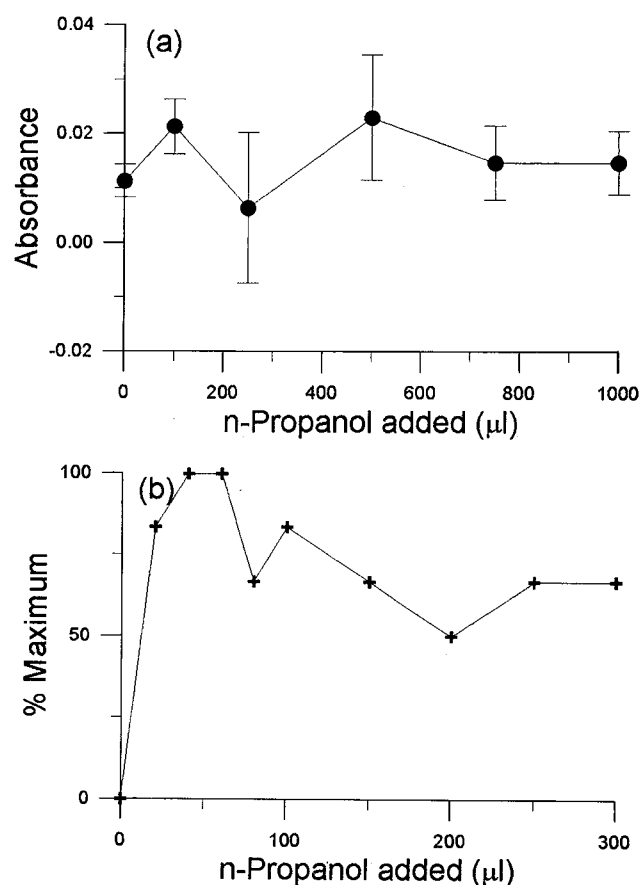 (a)
Absorbance
0.04
0.02
0.00
-0.02
0 200 400 600 800 1000
n-Propanol added (μl)
(b)
% Maximum
100
50
0
0 100 200 300
n-Propanol added (μl)